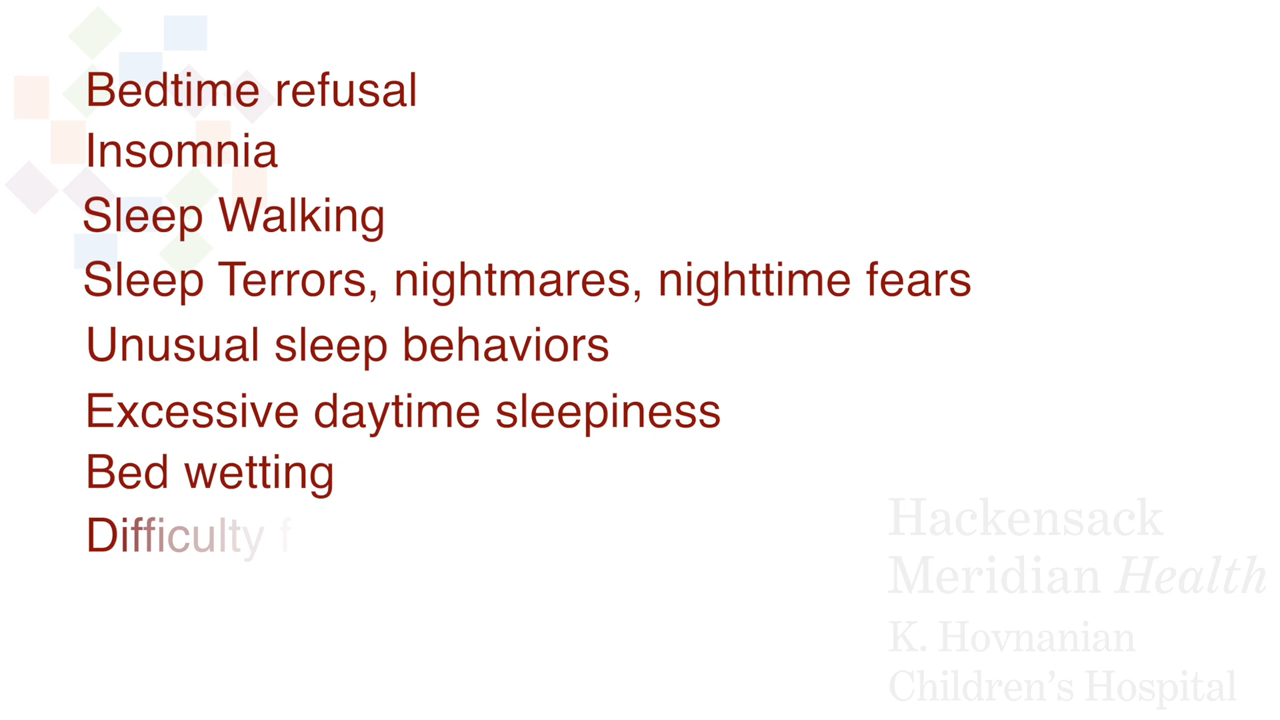 Bedtime refusal
Insomnia
Sleep Walking
Sleep Terrors, nightmares, nighttime fears
Unusual sleep behaviors
Excessive daytime sleepiness
Bed wetting
Difficulty f
Hackensack
Meridian Health
K. Hovnanian
Children's Hospital